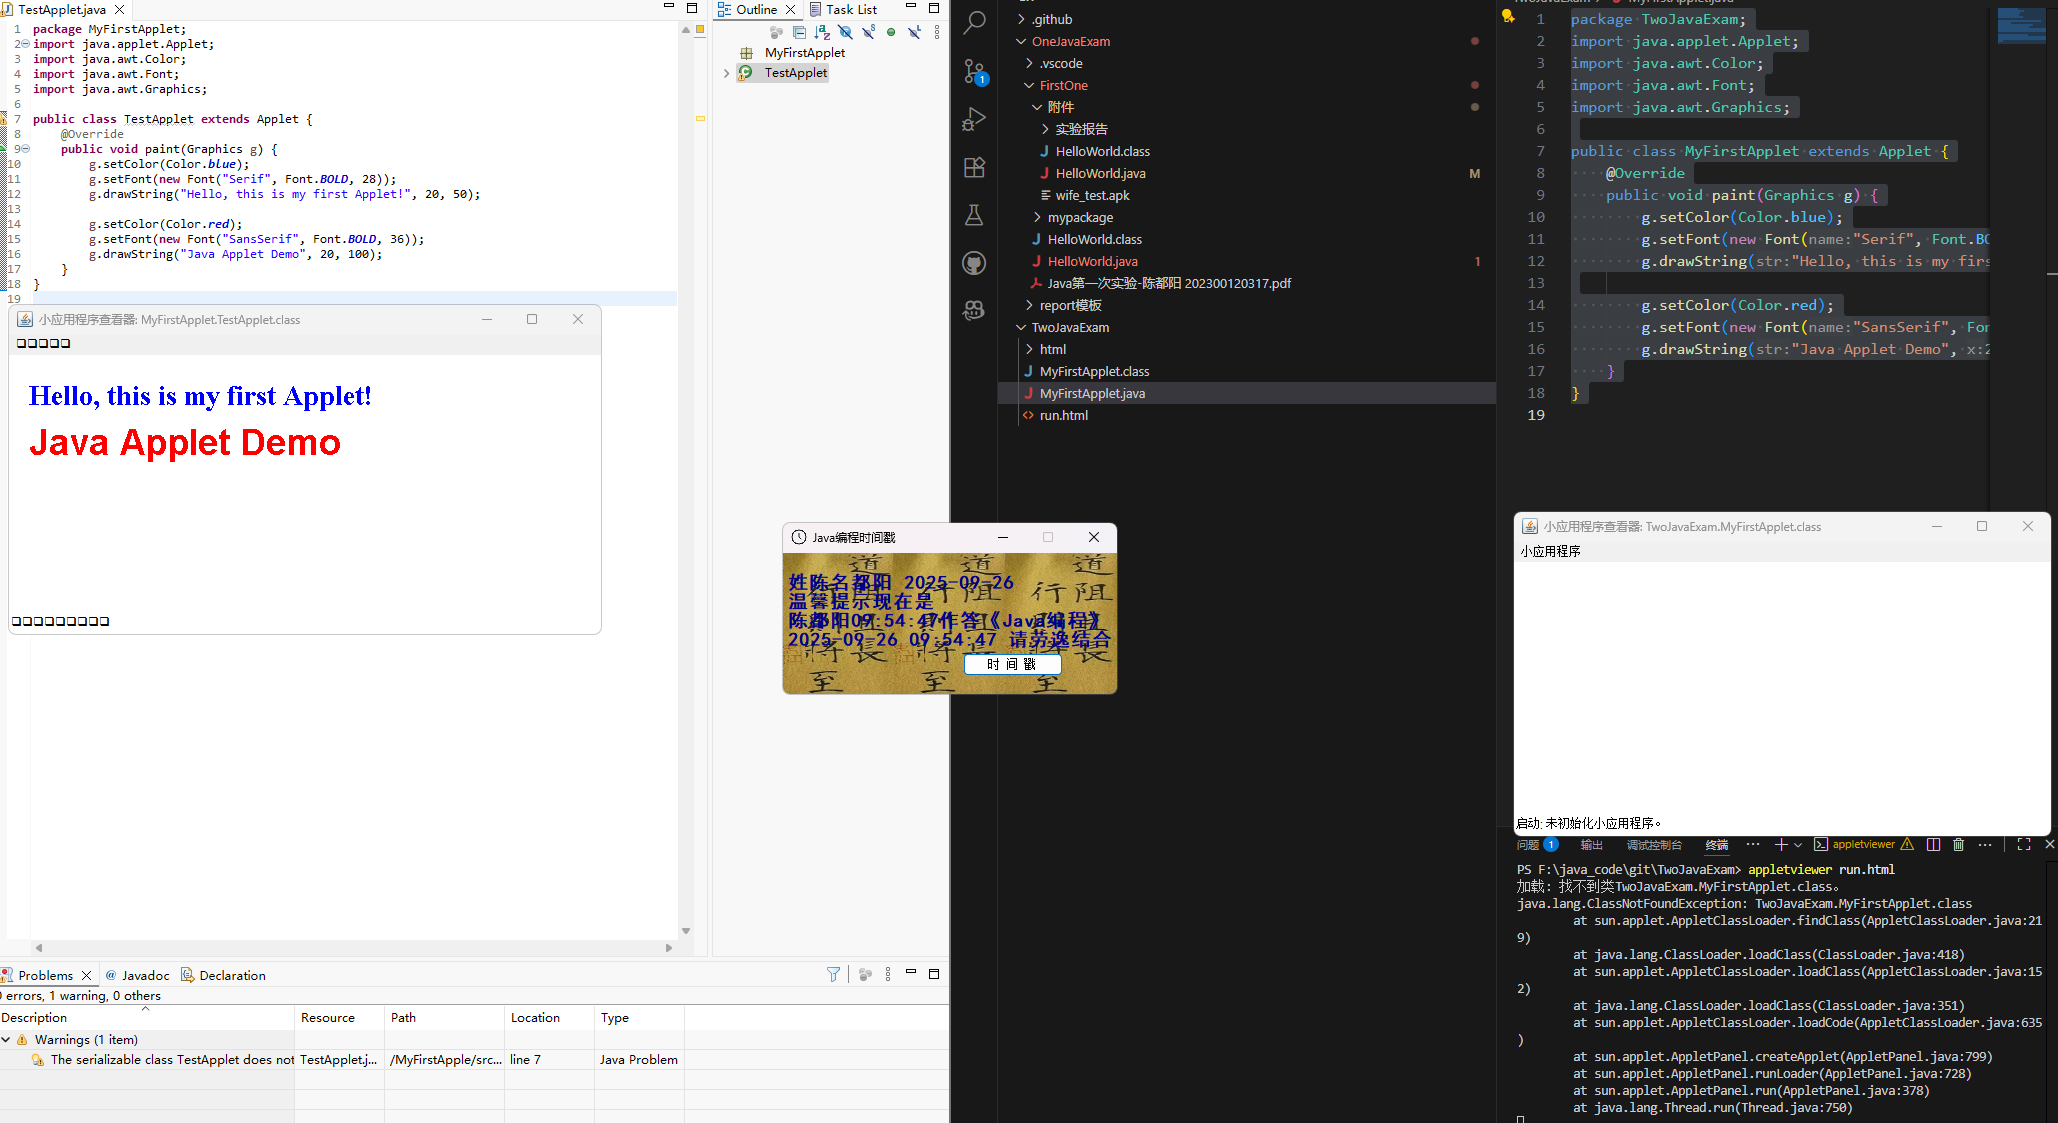 TestApplet.java
1 package MyFirstApplet;
2 import java.applet.Applet;
3 import java.awt.Color;
4 import java.awt.Font;
5 import java.awt.Graphics;
6
7 public class TestApplet extends Applet {
8 @Override
9 public void paint(Graphics g) {
10 g.setColor(Color.blue);
11 g.setFont(new Font("Serif", Font.BOLD, 28));
12 g.drawString("Hello, this is my first Applet!", 20, 50);
13
14 g.setColor(Color.red);
15 g.setFont(new Font("SansSerif", Font.BOLD, 36));
16 g.drawString("Java Applet Demo", 20, 100);
17 }
18 }
19
小应用程序查看器: MyFirstApplet.TestApplet.class
Hello, this is my first Applet!
Java Applet Demo
Outline Task List
MyFirstApplet
TestApplet
Problems Javadoc Declaration
errors, 1 warning, 0 others
Description Resource Path Location Type
Warnings (1 item)
The serializable class TestApplet does not TestApplet.j... /MyFirstApple/src... line 7 Java Problem
Java编程时间戳
姓陈名都阳 2025-09-26
温馨提示现在是
陈都阳09:54:47作答《Java编程》
2025-09-26 09:54:47 请劳逸结合
时 间 戳
1
.github
OneJavaExam
.vscode
FirstOne
附件
实验报告
HelloWorld.class
HelloWorld.java M
wife_test.apk
mypackage
HelloWorld.class
HelloWorld.java 1
Java第一次实验-陈都阳 202300120317.pdf
report模板
TwoJavaExam
html
MyFirstApplet.class
MyFirstApplet.java
run.html
1 package TwoJavaExam;
2 import java.applet.Applet;
3 import java.awt.Color;
4 import java.awt.Font;
5 import java.awt.Graphics;
6
7 public class MyFirstApplet extends Applet {
8 @Override
9 public void paint(Graphics g) {
10 g.setColor(Color.blue);
11 g.setFont(new Font(name:"Serif", Font.BO
12 g.drawString(str:"Hello, this is my firs
13
14 g.setColor(Color.red);
15 g.setFont(new Font(name:"SansSerif", Fon
16 g.drawString(str:"Java Applet Demo", x:2
17 }
18 }
19
小应用程序查看器: TwoJavaExam.MyFirstApplet.class
小应用程序
启动: 未初始化小应用程序。
问题 1 输出 调试控制台 终端 appletviewer
PS F:\java_code\git\TwoJavaExam> appletviewer run.html
加载: 找不到类TwoJavaExam.MyFirstApplet.class。
java.lang.ClassNotFoundException: TwoJavaExam.MyFirstApplet.class
at sun.applet.AppletClassLoader.findClass(AppletClassLoader.java:21
9)
at java.lang.ClassLoader.loadClass(ClassLoader.java:418)
at sun.applet.AppletClassLoader.loadClass(AppletClassLoader.java:15
2)
at java.lang.ClassLoader.loadClass(ClassLoader.java:351)
at sun.applet.AppletClassLoader.loadCode(AppletClassLoader.java:635
)
at sun.applet.AppletPanel.createApplet(AppletPanel.java:799)
at sun.applet.AppletPanel.runLoader(AppletPanel.java:728)
at sun.applet.AppletPanel.run(AppletPanel.java:378)
at java.lang.Thread.run(Thread.java:750)